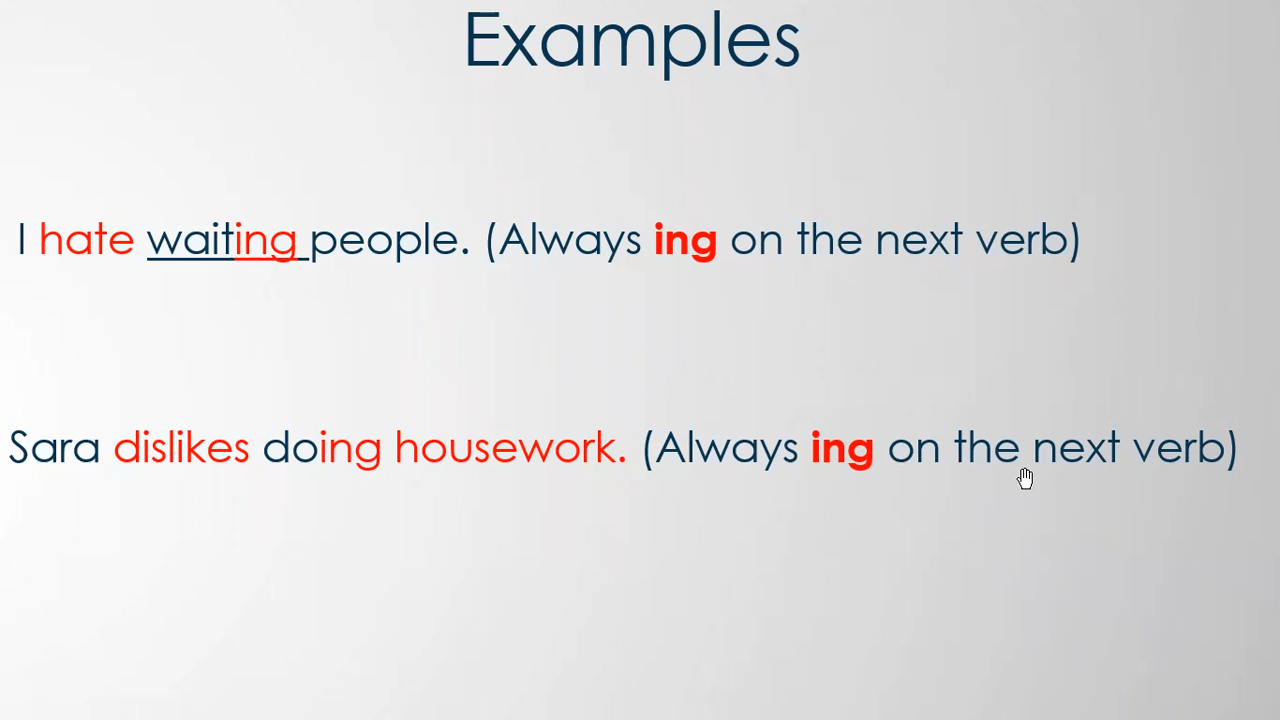 Examples
I hate waiting people. (Always ing on the next verb)
Sara dislikes doing housework. (Always ing on the next verb)